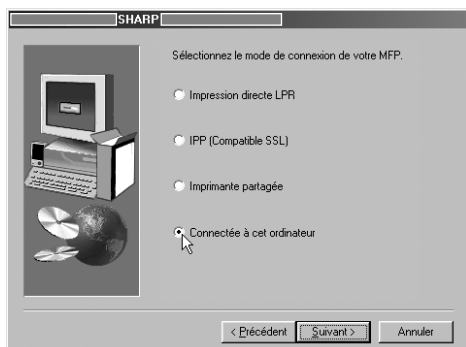 SHARP
Sélectionnez le mode de connexion de votre MFP.
Impression directe LPR
IPP (Compatible SSL)
Imprimante partagée
Connectée à cet ordinateur
< Précédent
Suivant >
Annuler